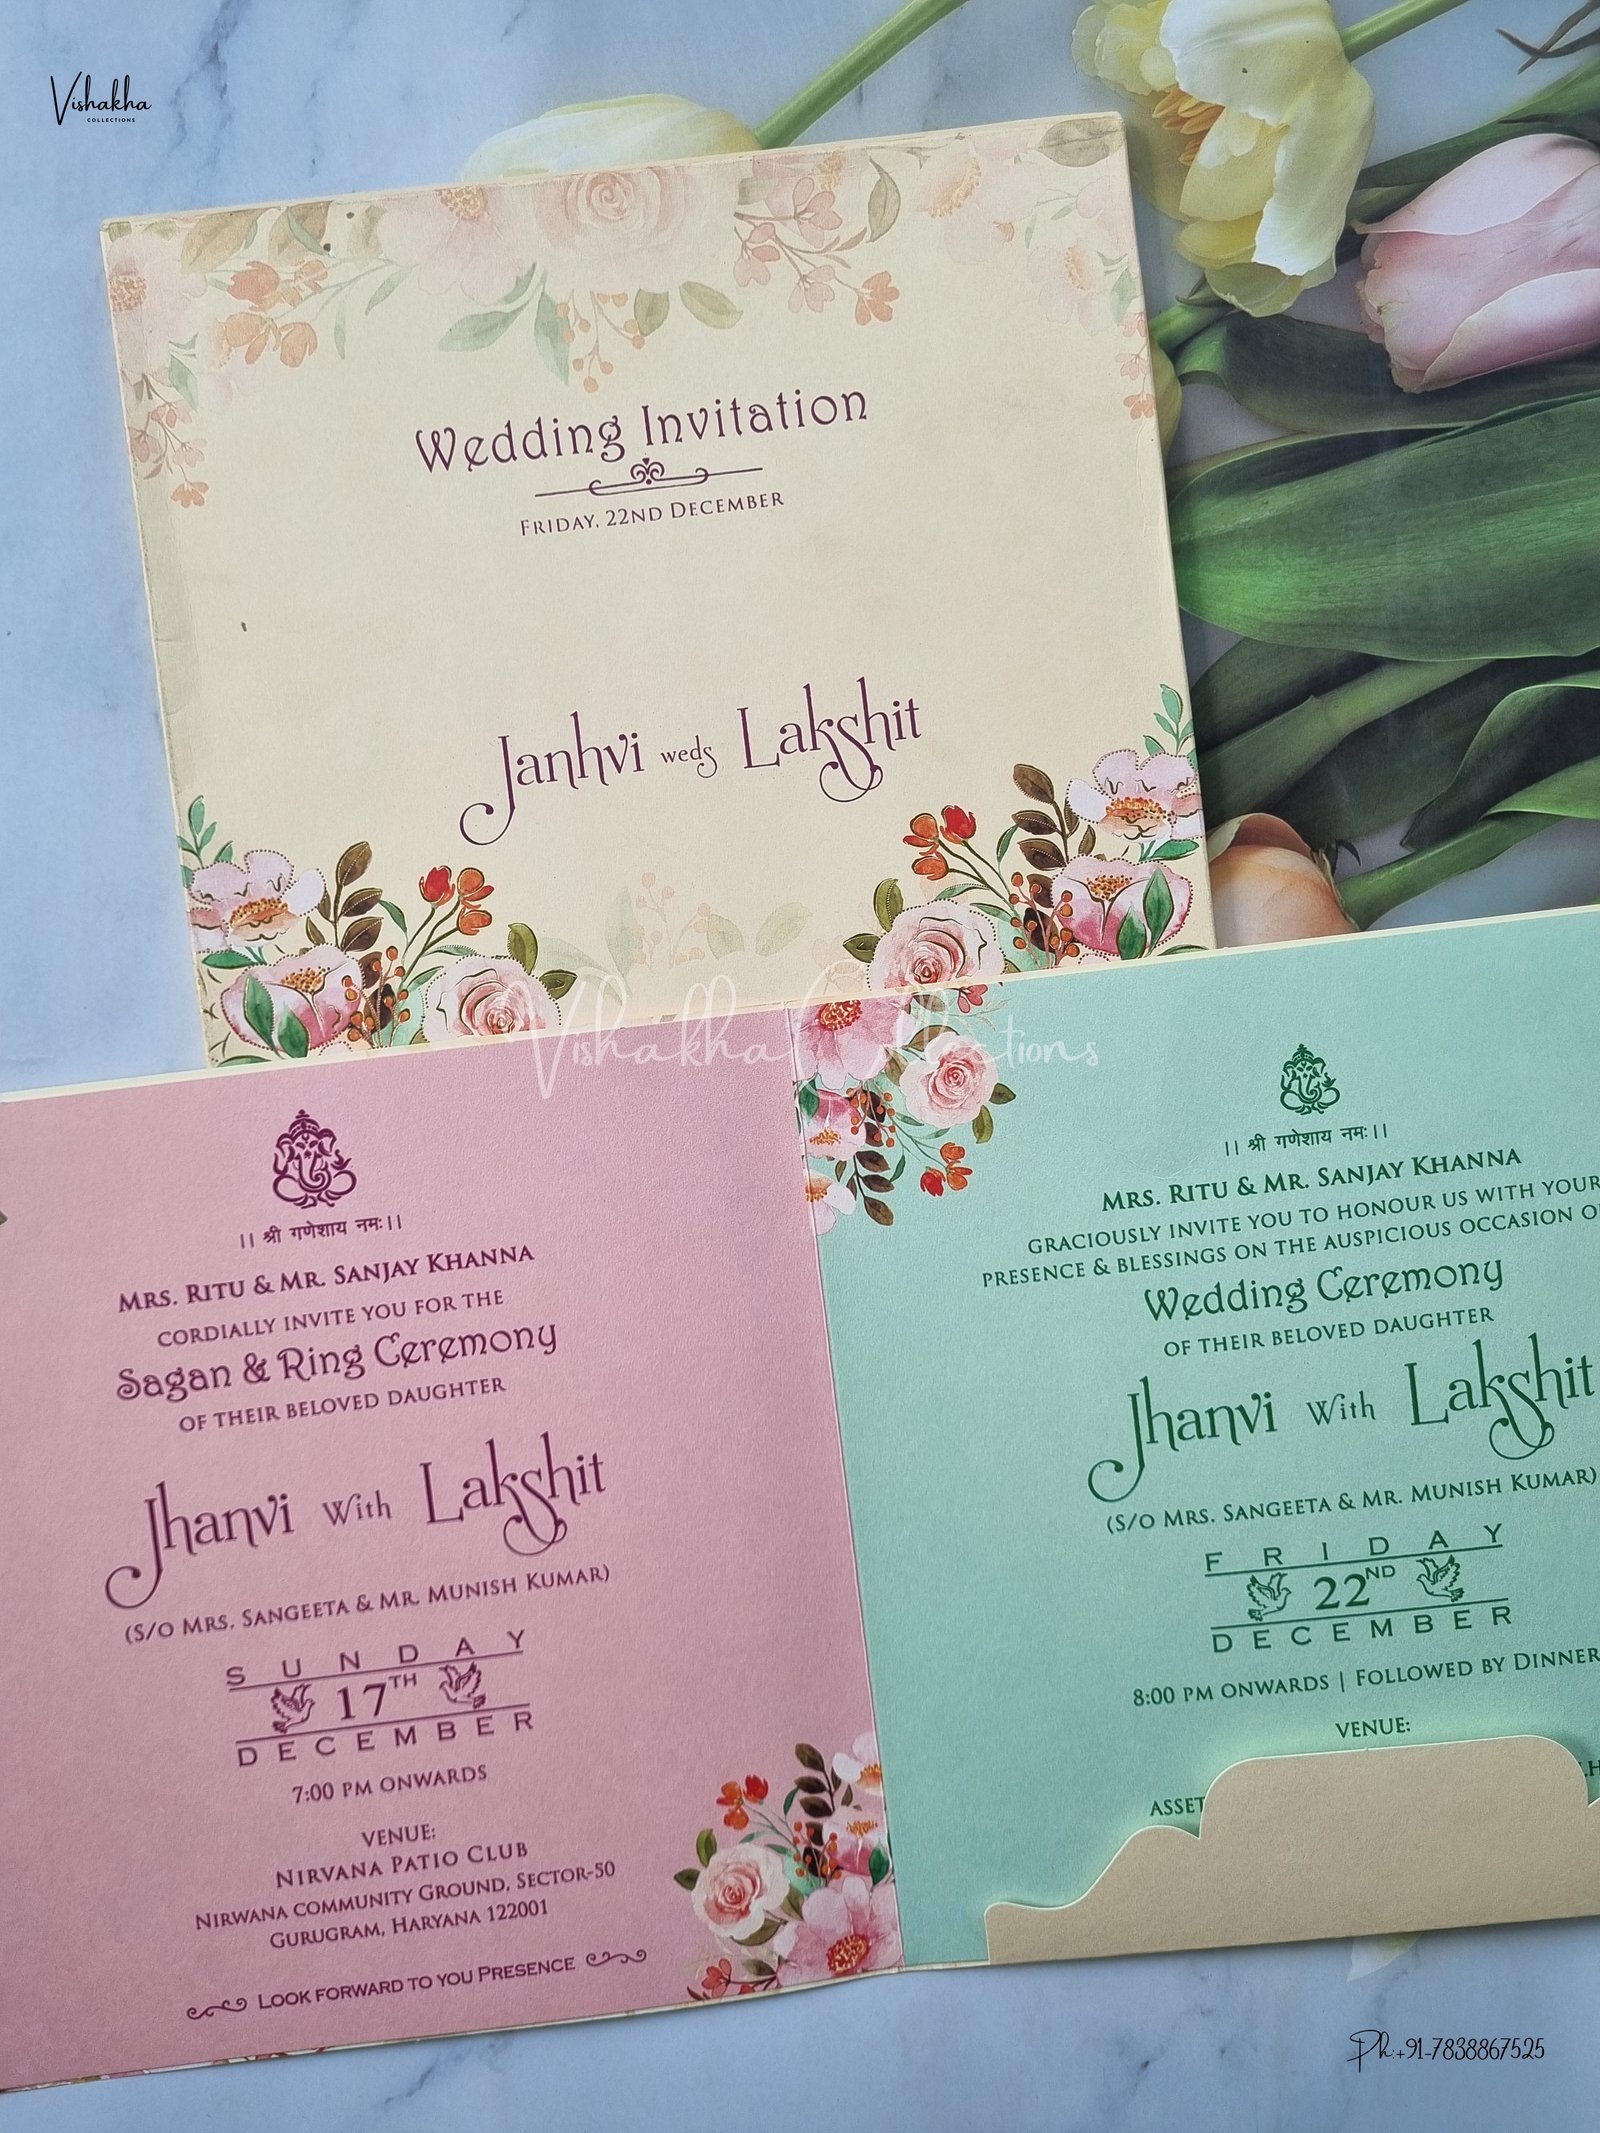 Vishakha
COLLECTIONS
Wedding Invitation
FRIDAY, 22ND DECEMBER
Janhvi weds Lakshit
Vishakha Collections
|| श्री गणेशाय नमः||
MRS. RITU & MR. SANJAY KHANNA
CORDIALLY INVITE YOU FOR THE
Sagan & Ring Ceremony
OF THEIR BELOVED DAUGHTER
Jhanvi With Lakshit
(S/O MRS. SANGEETA & MR. MUNISH KUMAR)
SUNDAY
17TH
DECEMBER
7:00 PM ONWARDS
VENUE:
NIRVANA PATIO CLUB
NIRWANA COMMUNITY GROUND, SECTOR-50
GURUGRAM, HARYANA 122001
LOOK FORWARD TO YOU PRESENCE
|| श्री गणेशाय नमः||
MRS. RITU & MR. SANJAY KHANNA
GRACIOUSLY INVITE YOU TO HONOUR US WITH YOUR
PRESENCE & BLESSINGS ON THE AUSPICIOUS OCCASION
Wedding Ceremony
OF THEIR BELOVED DAUGHTER
Jhanvi With Lakshit
(S/O MRS. SANGEETA & MR. MUNISH KUMAR)
FRIDAY
22ND
DECEMBER
8:00 PM ONWARDS | FOLLOWED BY DINNER
VENUE:
Ph:+91-7838867525